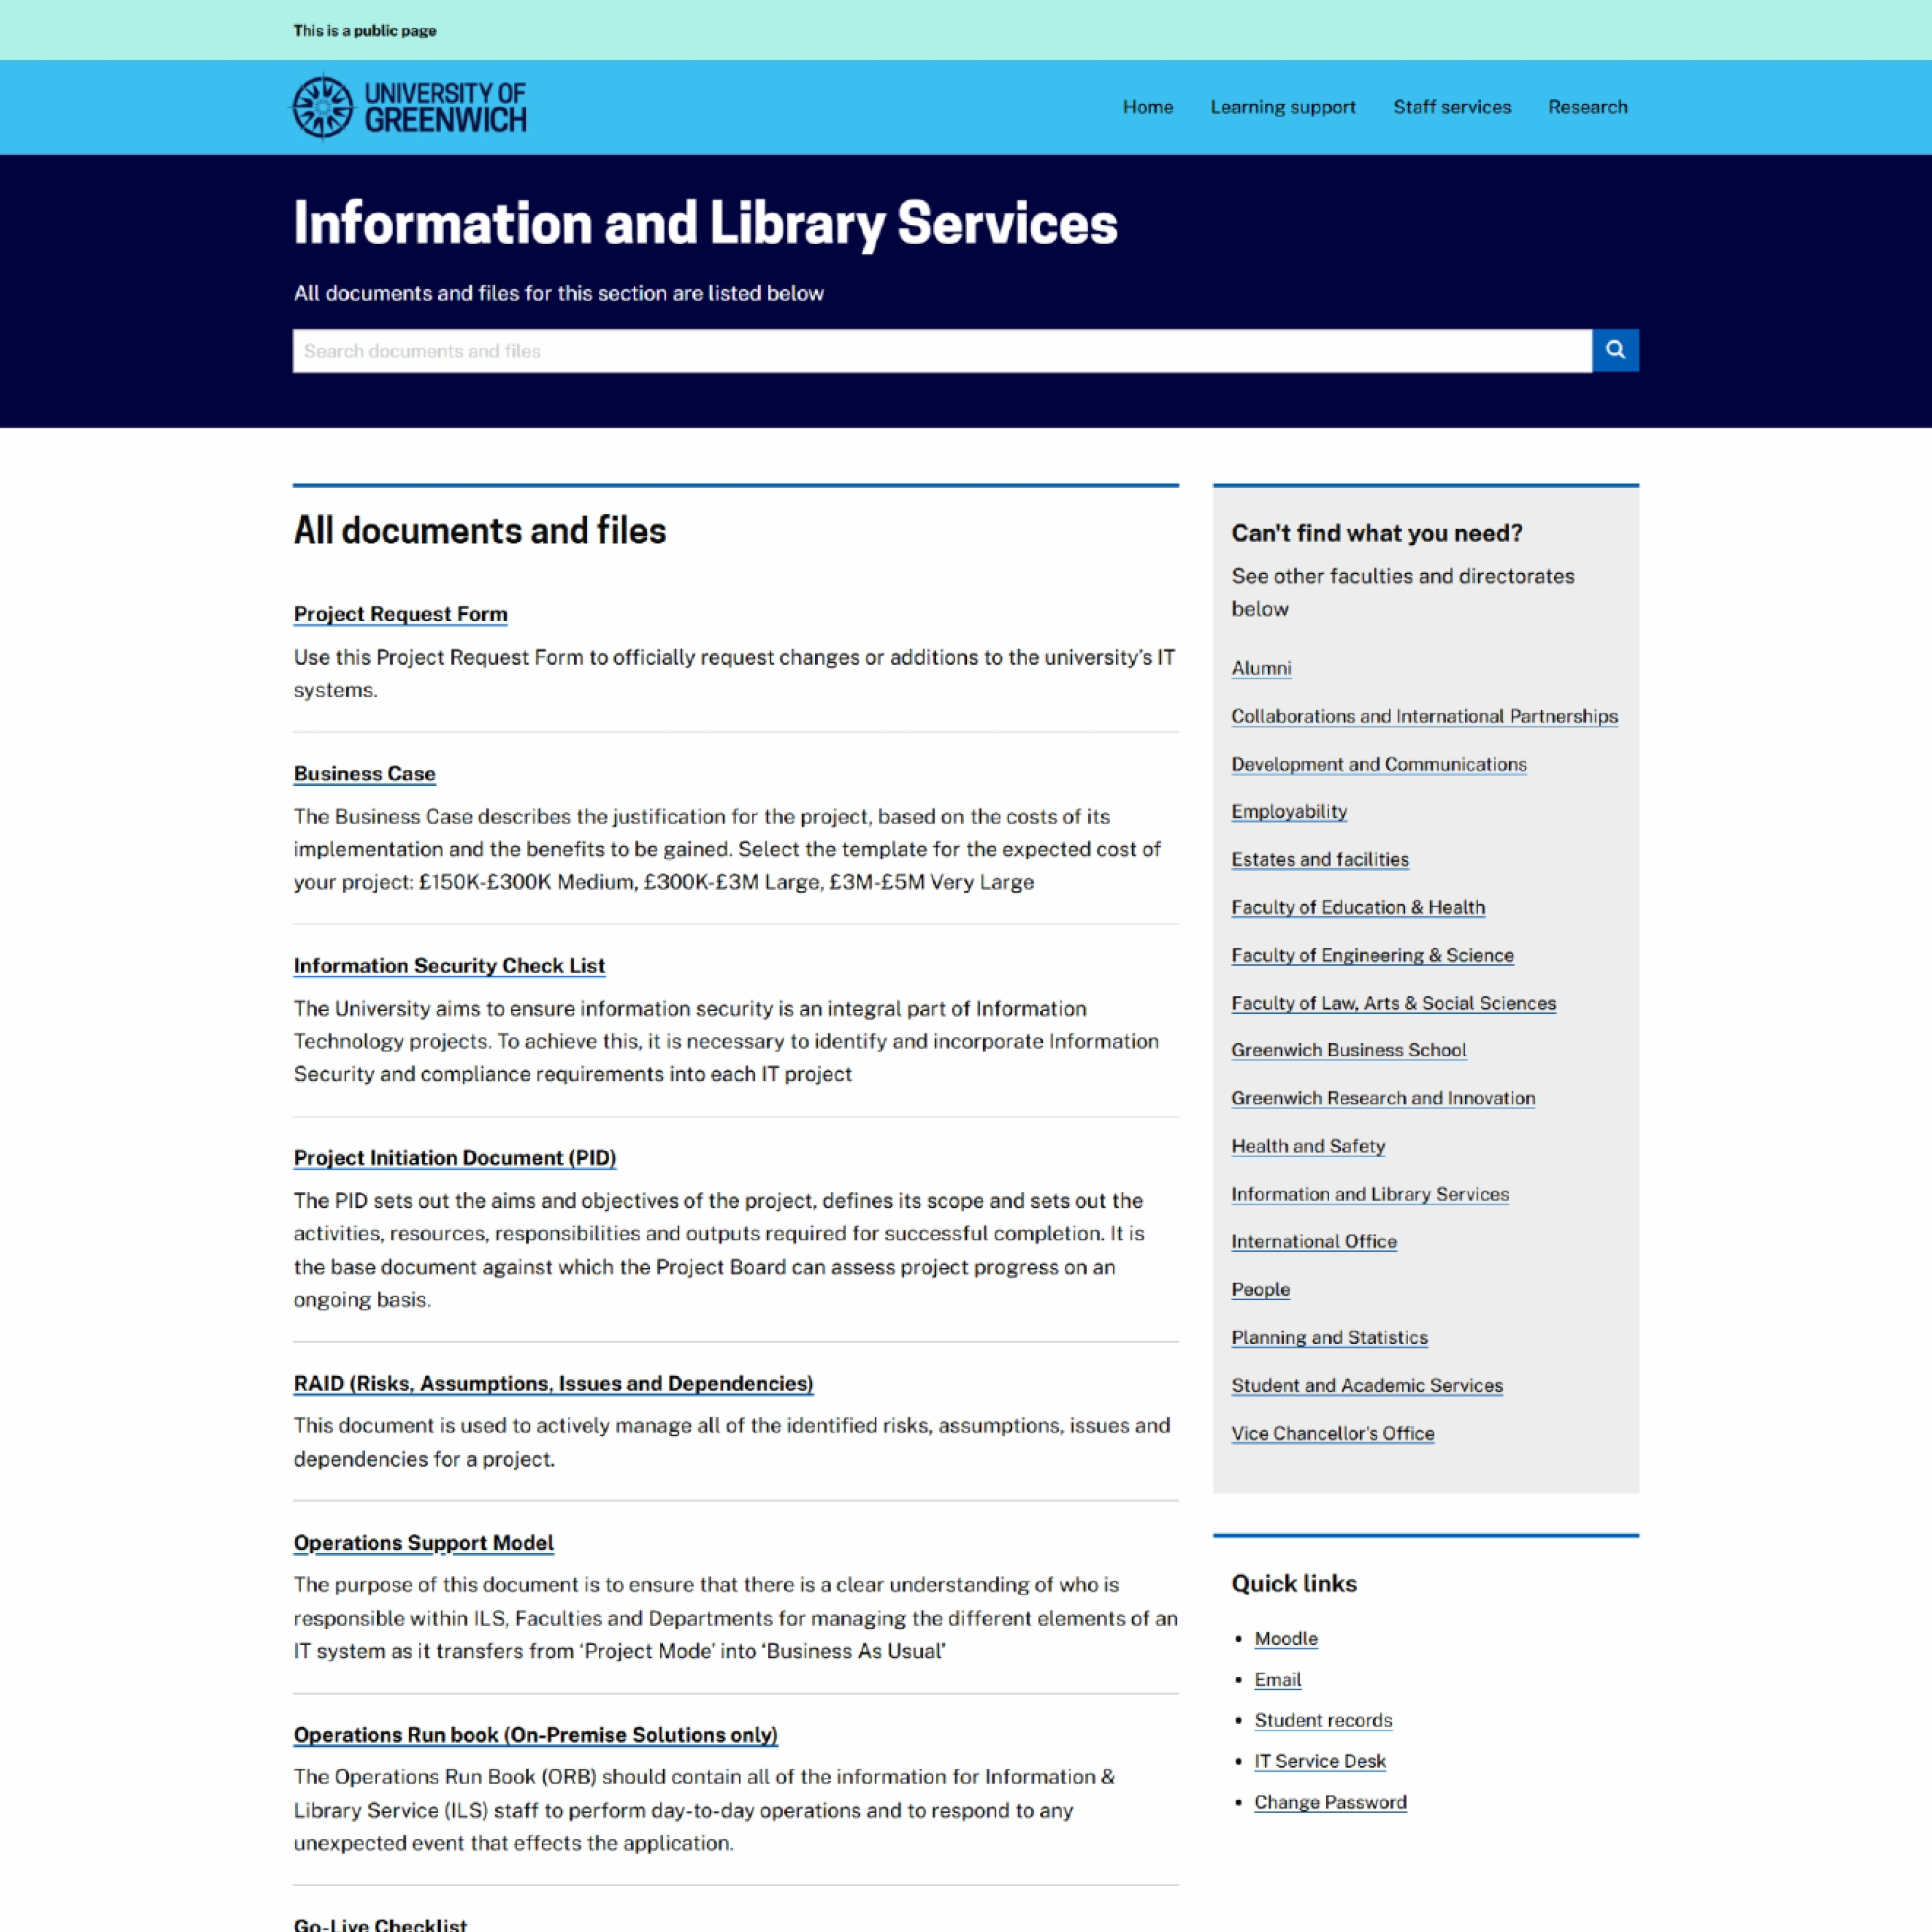 This is a public page
UNIVERSITY OF
GREENWICH
Home
Learning support
Staff services
Research
Information and Library Services
All documents and files for this section are listed below
Search documents and files
All documents and files
Project Request Form
Use this Project Request Form to officially request changes or additions to the university’s IT
systems.
Business Case
The Business Case describes the justification for the project, based on the costs of its
implementation and the benefits to be gained. Select the template for the expected cost of
your project: £150K-£300K Medium, £300K-£3M Large, £3M-£5M Very Large
Information Security Check List
The University aims to ensure information security is an integral part of Information
Technology projects. To achieve this, it is necessary to identify and incorporate Information
Security and compliance requirements into each IT project
Project Initiation Document (PID)
The PID sets out the aims and objectives of the project, defines its scope and sets out the
activities, resources, responsibilities and outputs required for successful completion. It is
the base document against which the Project Board can assess project progress on an
ongoing basis.
RAID (Risks, Assumptions, Issues and Dependencies)
This document is used to actively manage all of the identified risks, assumptions, issues and
dependencies for a project.
Operations Support Model
The purpose of this document is to ensure that there is a clear understanding of who is
responsible within ILS, Faculties and Departments for managing the different elements of an
IT system as it transfers from ‘Project Mode’ into ‘Business As Usual’
Operations Run book (On-Premise Solutions only)
The Operations Run Book (ORB) should contain all of the information for Information &
Library Service (ILS) staff to perform day-to-day operations and to respond to any
unexpected event that effects the application.
Go-Live Checklist
Can't find what you need?
See other faculties and directorates
below
Alumni
Collaborations and International Partnerships
Development and Communications
Employability
Estates and facilities
Faculty of Education & Health
Faculty of Engineering & Science
Faculty of Law, Arts & Social Sciences
Greenwich Business School
Greenwich Research and Innovation
Health and Safety
Information and Library Services
International Office
People
Planning and Statistics
Student and Academic Services
Vice Chancellor's Office
Quick links
• Moodle
• Email
• Student records
• IT Service Desk
• Change Password